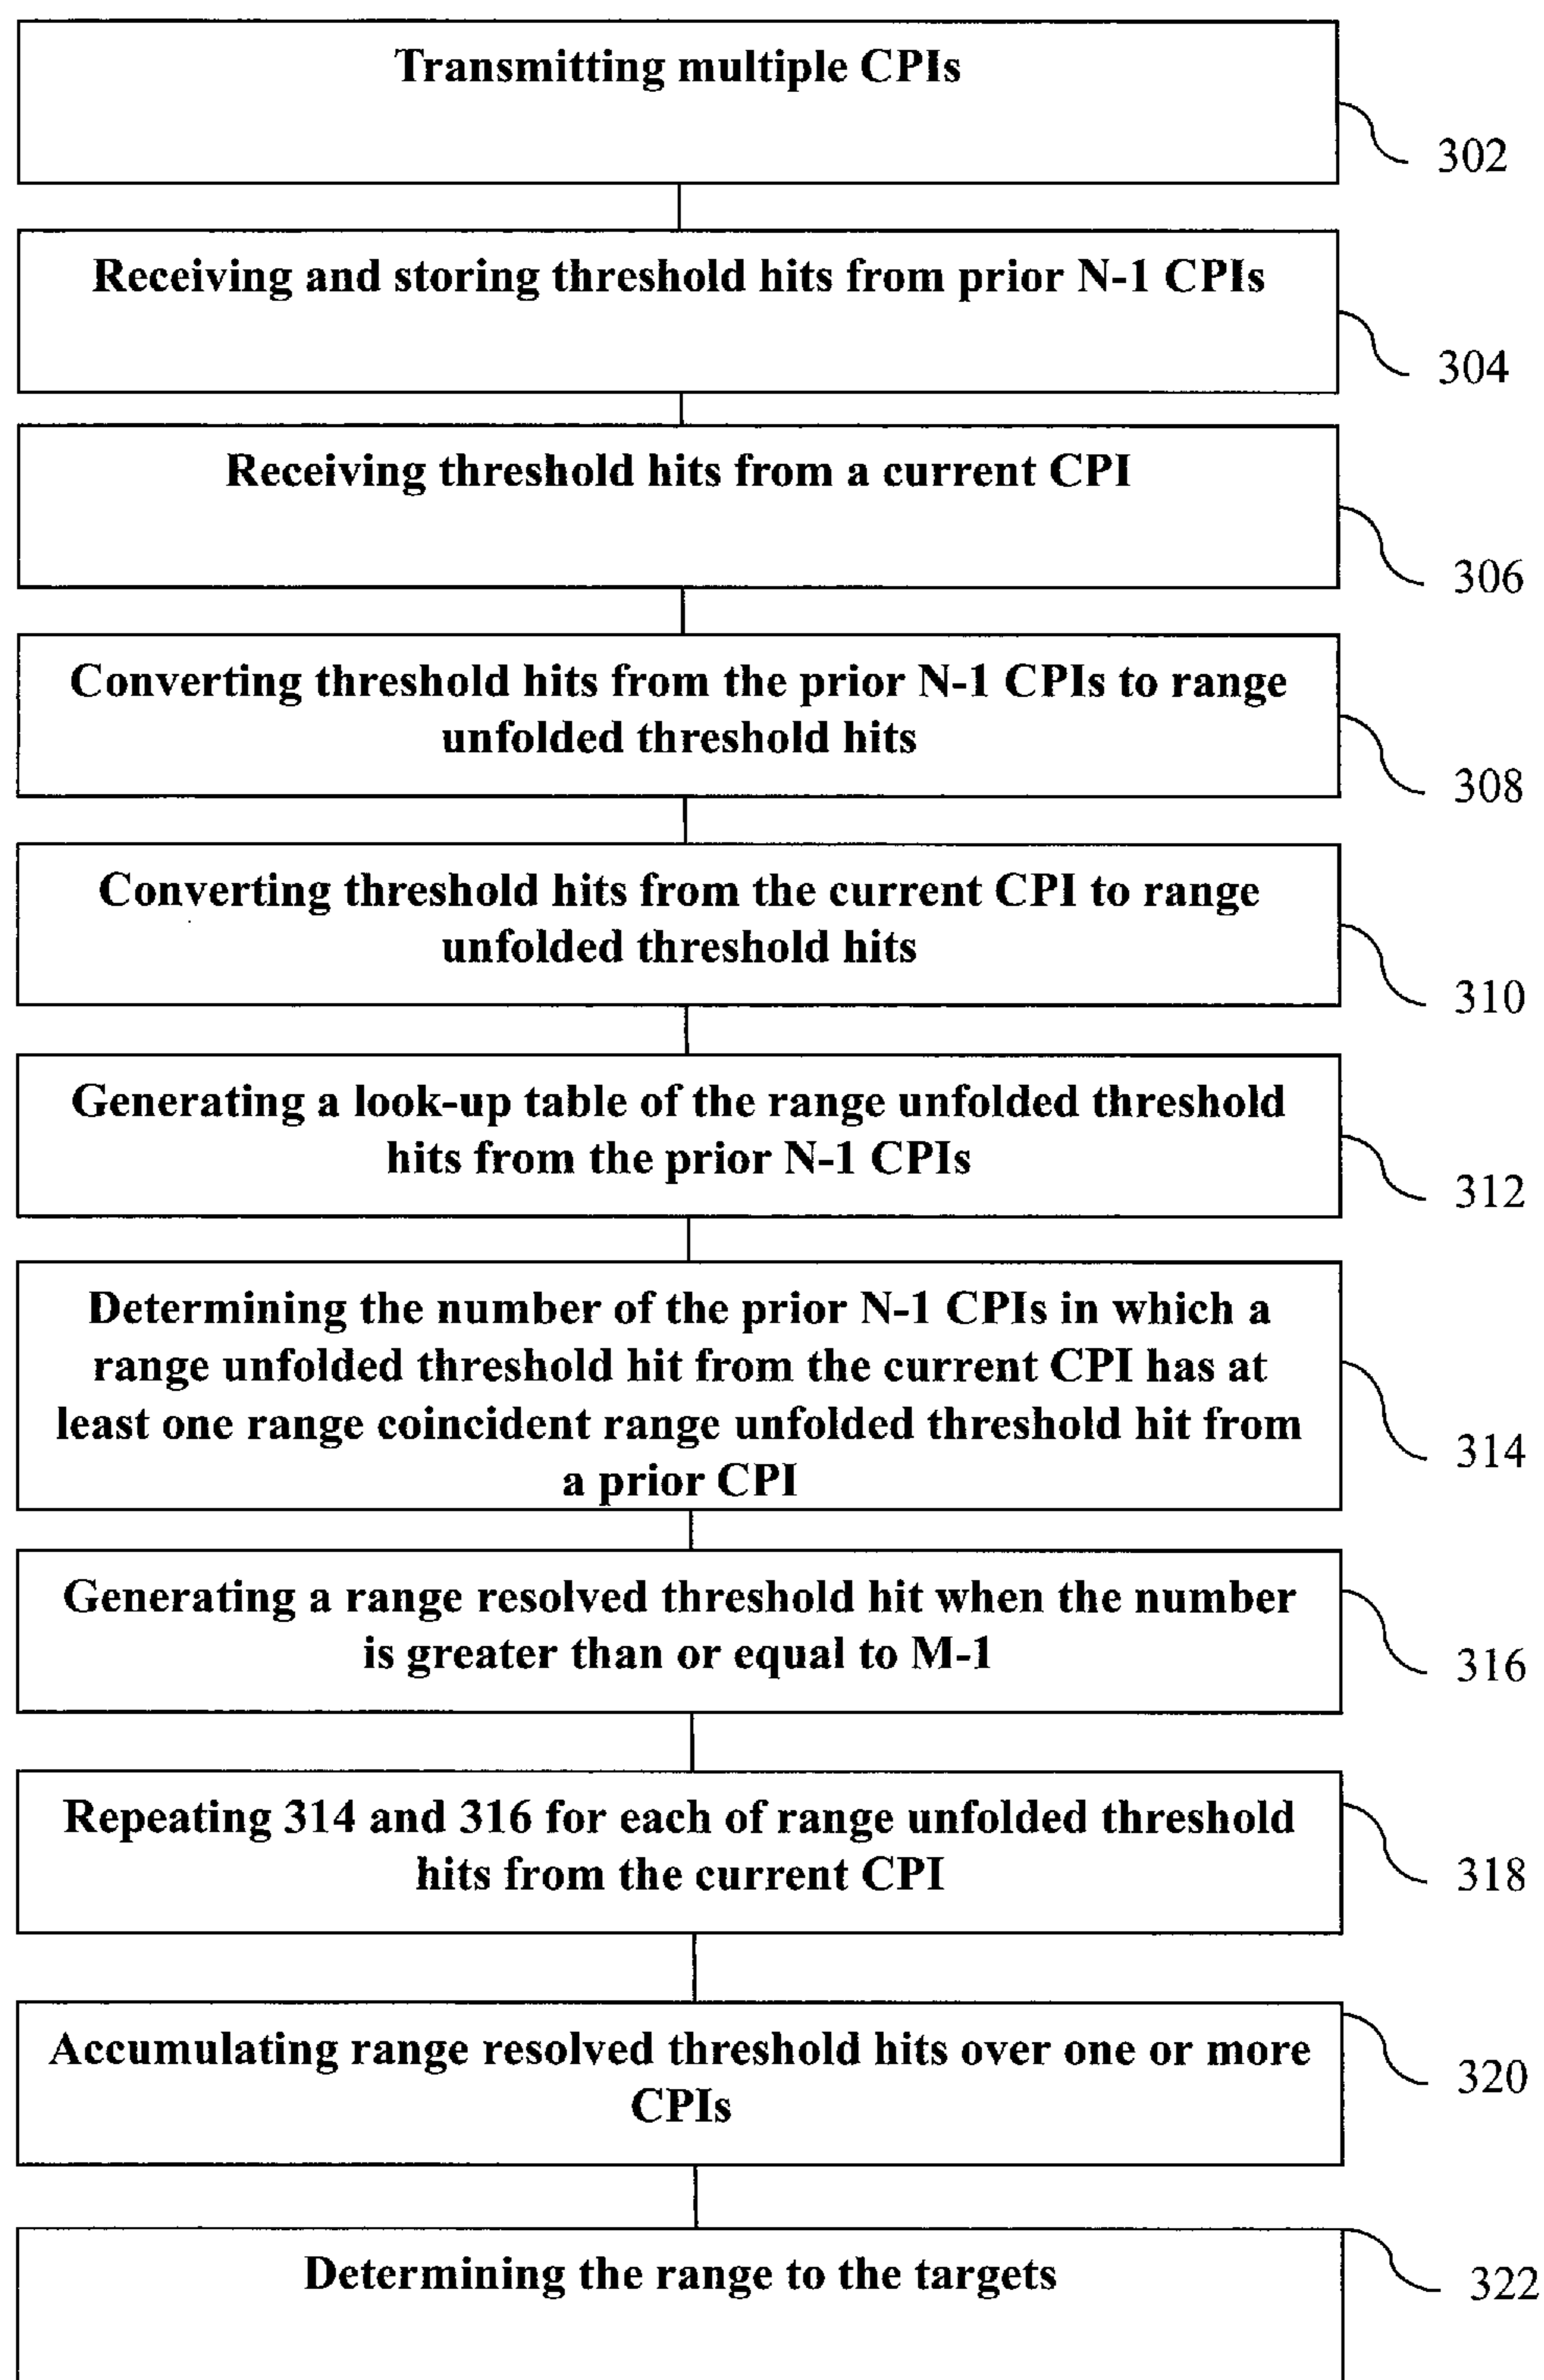 Transmitting multiple CPIs
302
Receiving and storing threshold hits from prior N-1 CPIs
304
Receiving threshold hits from a current CPI
306
Converting threshold hits from the prior N-1 CPIs to range
unfolded threshold hits
308
Converting threshold hits from the current CPI to range
unfolded threshold hits
310
Generating a look-up table of the range unfolded threshold
hits from the prior N-1 CPIs
312
Determining the number of the prior N-1 CPIs in which a
range unfolded threshold hit from the current CPI has at
least one range coincident range unfolded threshold hit from
a prior CPI
314
Generating a range resolved threshold hit when the number
is greater than or equal to M-1
316
Repeating 314 and 316 for each of range unfolded threshold
hits from the current CPI
318
Accumulating range resolved threshold hits over one or more
CPIs
320
Determining the range to the targets
322